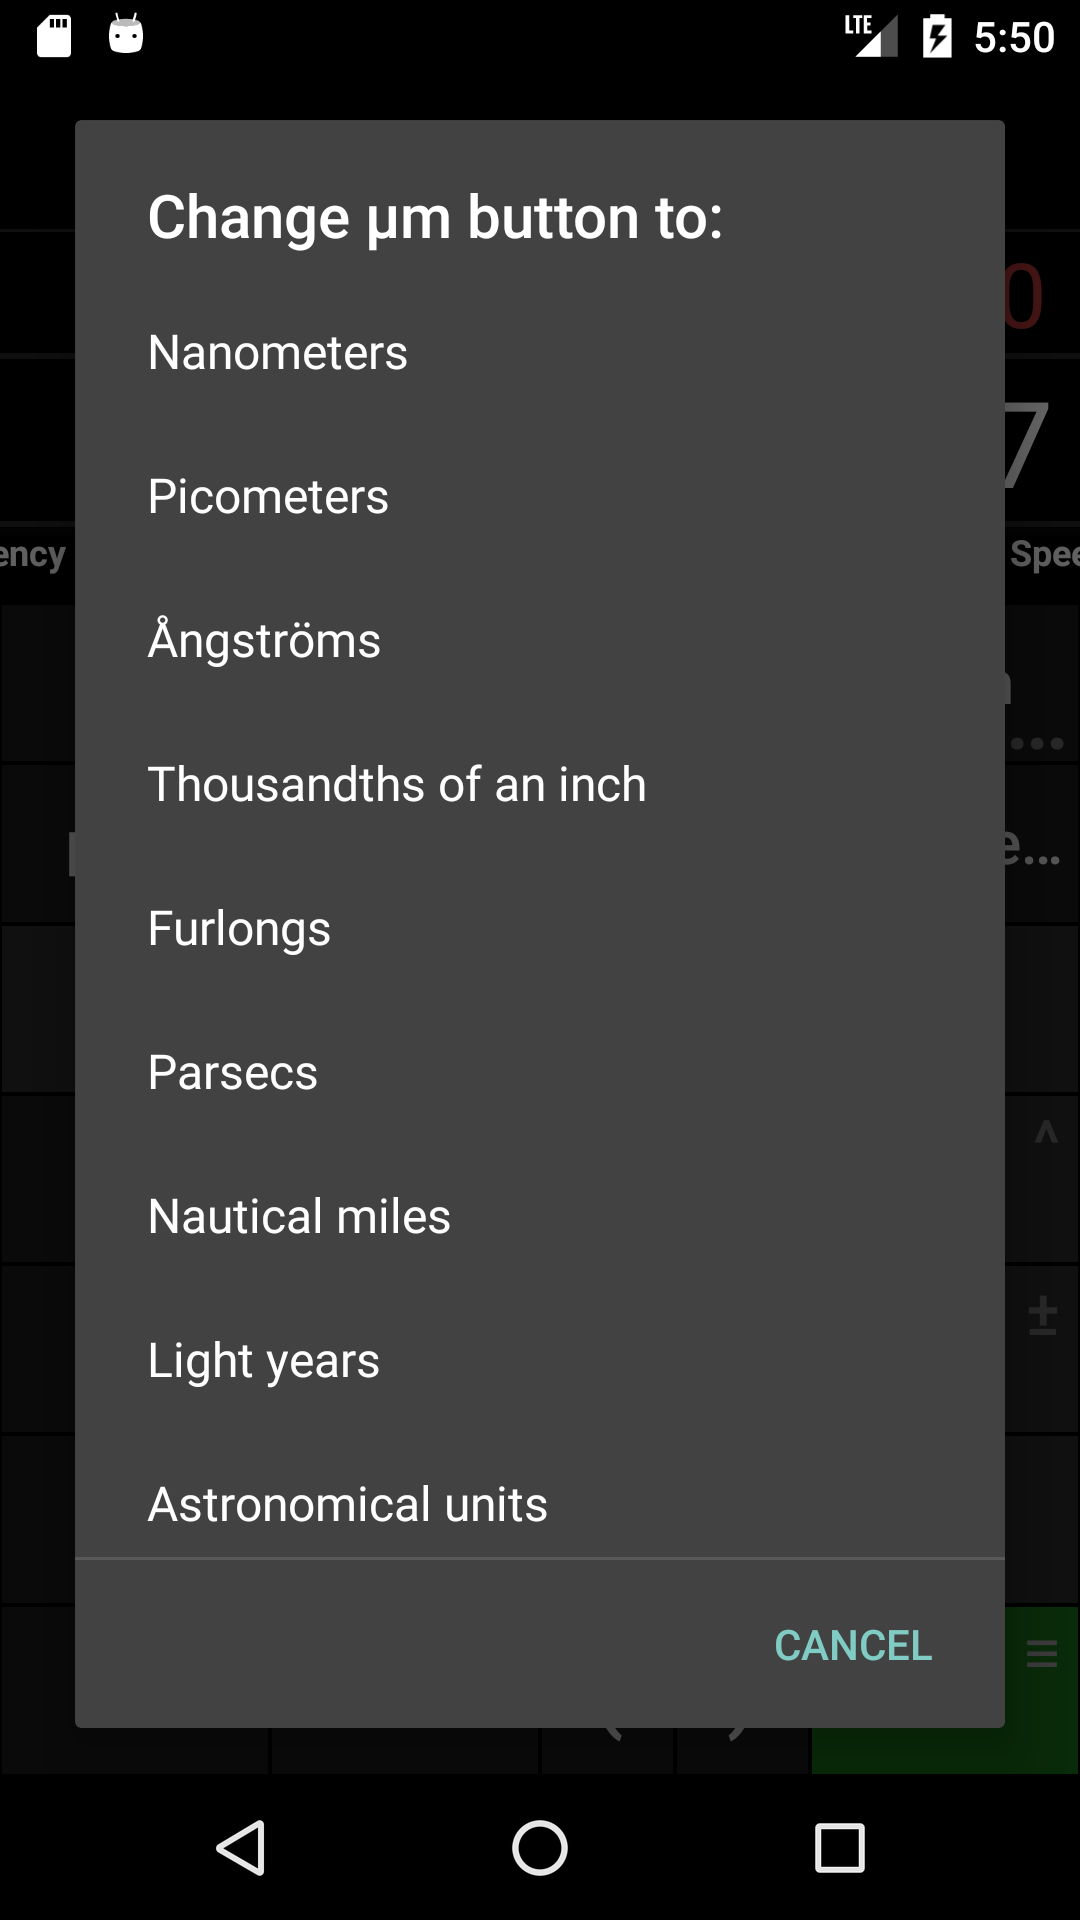 LTE 5:50
Change µm button to:
0
Nanometers
7
Picometers
ency
Spee
Ångströms
Thousandths of an inch
e…
Furlongs
Parsecs
^
Nautical miles
±
Light years
Astronomical units
CANCEL
( )